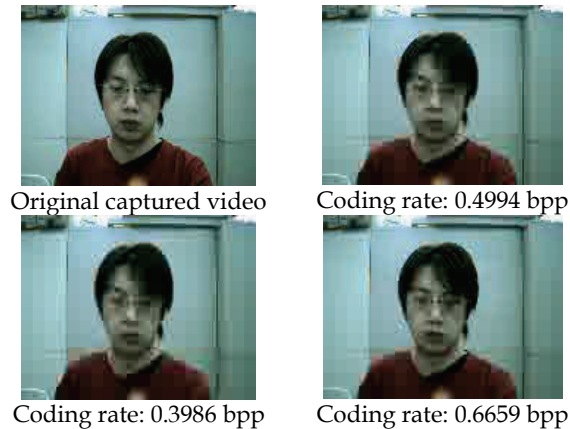 Original captured video
Coding rate: 0.4994 bpp
Coding rate: 0.3986 bpp
Coding rate: 0.6659 bpp